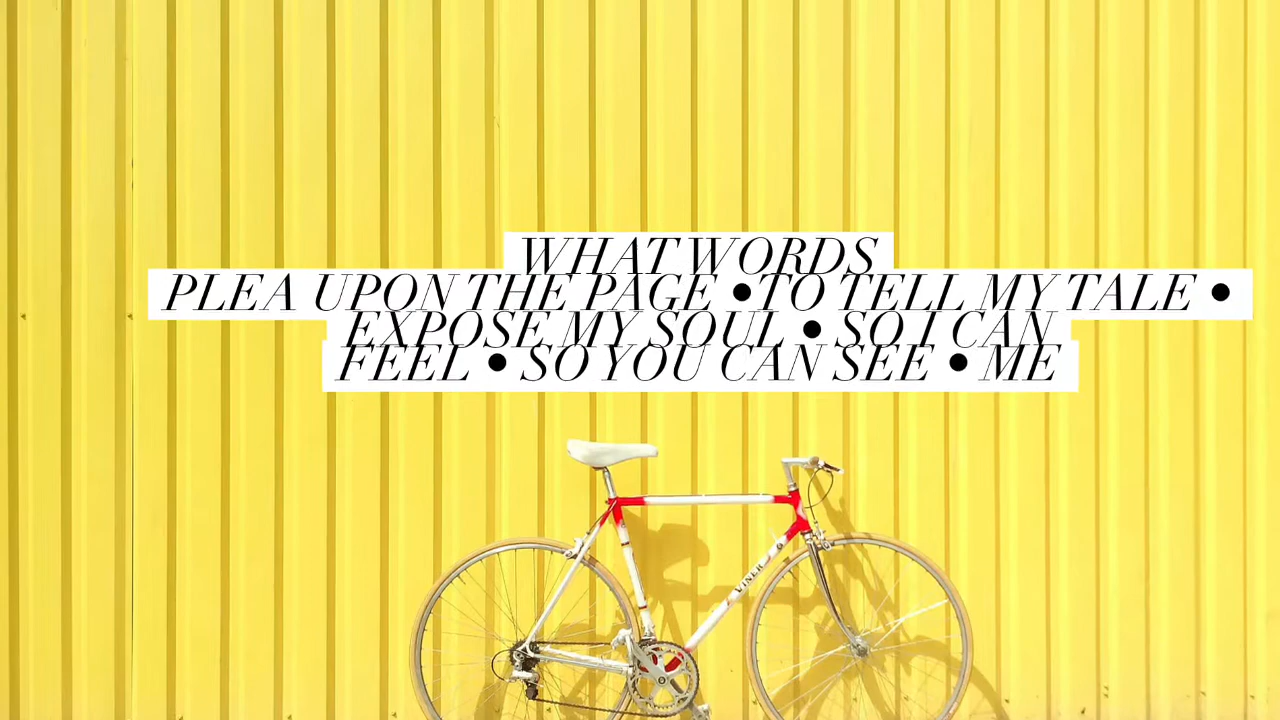 WHAT WORDS
PLEA UPON THE PAGE •TO TELL MY TALE •
EXPOSE MY SOUL • SO I CAN
FEEL • SO YOU CAN SEE • ME
VINER